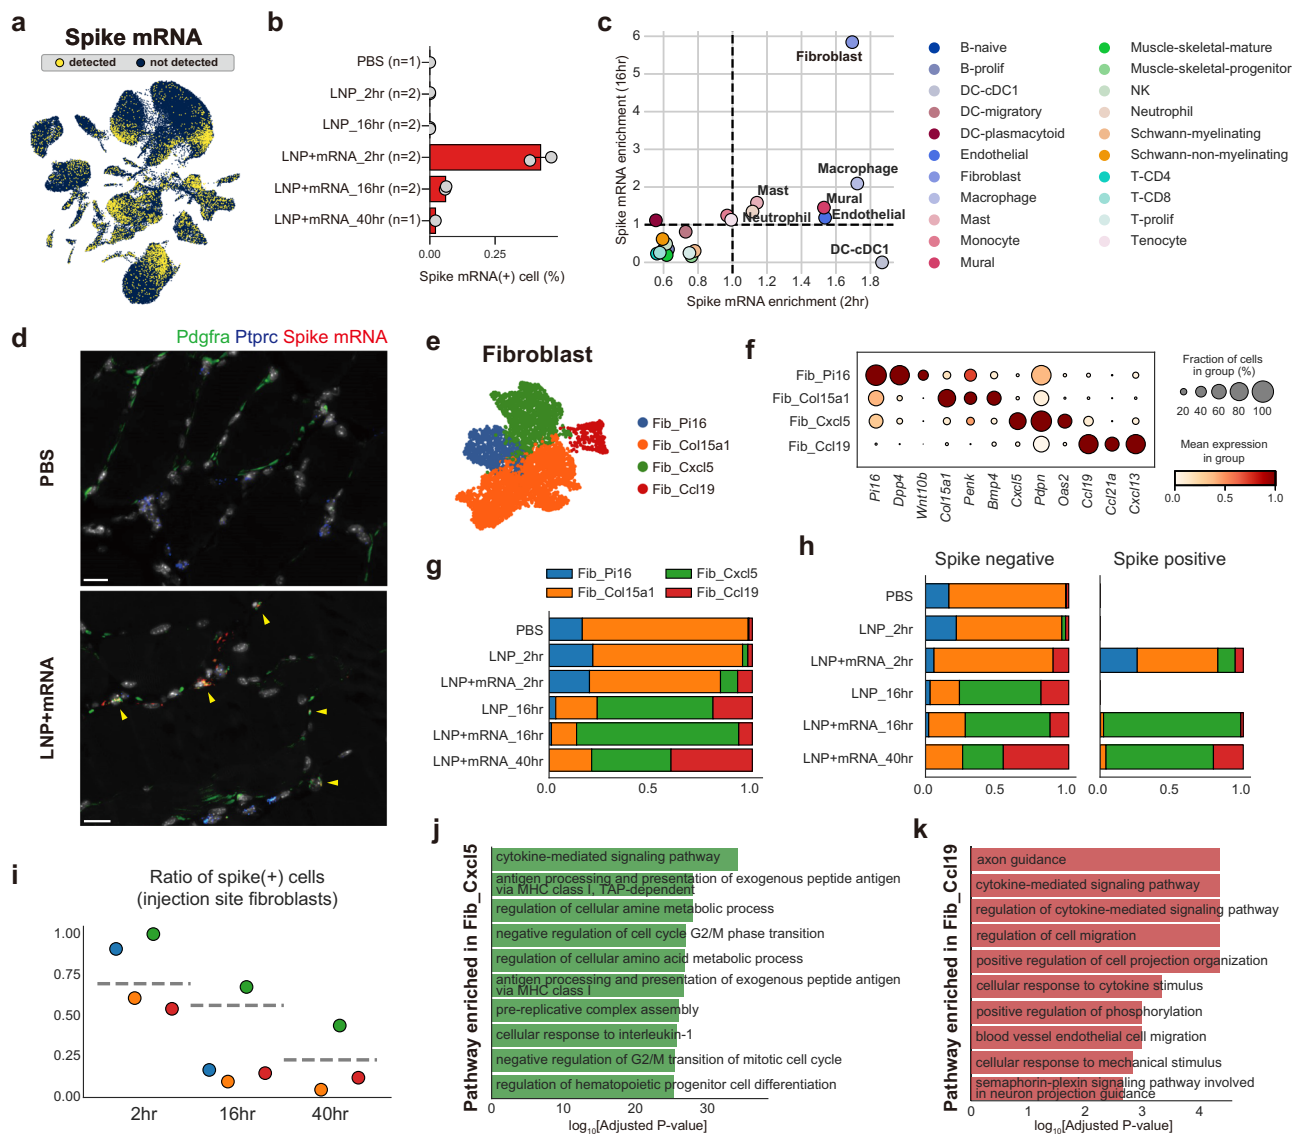 a
Spike mRNA
detected
not detected
b
PBS (n=1)
LNP_2hr (n=2)
LNP_16hr (n=2)
LNP+mRNA_2hr (n=2)
LNP+mRNA_16hr (n=2)
LNP+mRNA_40hr (n=1)
0.00
0.25
Spike mRNA(+) cell (%)
c
Spike mRNA enrichment (16hr)
6
5
4
3
2
1
0
Fibroblast
Macrophage
Mast
Mural
Neutrophil
Endothelial
DC-cDC1
0.6
0.8
1.0
1.2
1.4
1.6
1.8
Spike mRNA enrichment (2hr)
B-naive
B-prolif
DC-cDC1
DC-migratory
DC-plasmacytoid
Endothelial
Fibroblast
Macrophage
Mast
Monocyte
Mural
Muscle-skeletal-mature
Muscle-skeletal-progenitor
NK
Neutrophil
Schwann-myelinating
Schwann-non-myelinating
T-CD4
T-CD8
T-prolif
Tenocyte
d
Pdgfra Ptprc Spike mRNA
PBS
LNP+mRNA
e
Fibroblast
Fib_Pi16
Fib_Col15a1
Fib_Cxcl5
Fib_Ccl19
f
Fib_Pi16
Fib_Col15a1
Fib_Cxcl5
Fib_Ccl19
Pi16
Dpp4
Wnt10b
Col15a1
Penk
Bmp4
Cxcl5
Pdpn
Oas2
Ccl19
Ccl21a
Cxcl13
Fraction of cells
in group (%)
20 40 60 80 100
Mean expression
in group
0.0 0.5 1.0
g
Fib_Pi16
Fib_Cxcl5
Fib_Col15a1
Fib_Ccl19
PBS
LNP_2hr
LNP+mRNA_2hr
LNP_16hr
LNP+mRNA_16hr
LNP+mRNA_40hr
0.0
0.5
1.0
h
Spike negative
Spike positive
PBS
LNP_2hr
LNP+mRNA_2hr
LNP_16hr
LNP+mRNA_16hr
LNP+mRNA_40hr
0.0
0.5
1.0
0.0
0.5
1.0
i
Ratio of spike(+) cells
(injection site fibroblasts)
1.00
0.75
0.50
0.25
0.00
2hr
16hr
40hr
j
Pathway enriched in Fib_Cxcl5
cytokine-mediated signaling pathway
antigen processing and presentation of exogenous peptide antigen
via MHC class I, TAP-dependent
regulation of cellular amine metabolic process
negative regulation of cell cycle G2/M phase transition
regulation of cellular amino acid metabolic process
antigen processing and presentation of exogenous peptide antigen
via MHC class I
pre-replicative complex assembly
cellular response to interleukin-1
negative regulation of G2/M transition of mitotic cell cycle
regulation of hematopoietic progenitor cell differentiation
0
10
20
30
log10[Adjusted P-value]
k
Pathway enriched in Fib_Ccl19
axon guidance
cytokine-mediated signaling pathway
regulation of cytokine-mediated signaling pathway
regulation of cell migration
positive regulation of cell projection organization
cellular response to cytokine stimulus
positive regulation of phosphorylation
blood vessel endothelial cell migration
cellular response to mechanical stimulus
semaphorin-plexin signaling pathway involved
in neuron projection guidance
0
1
2
3
4
log10[Adjusted P-value]